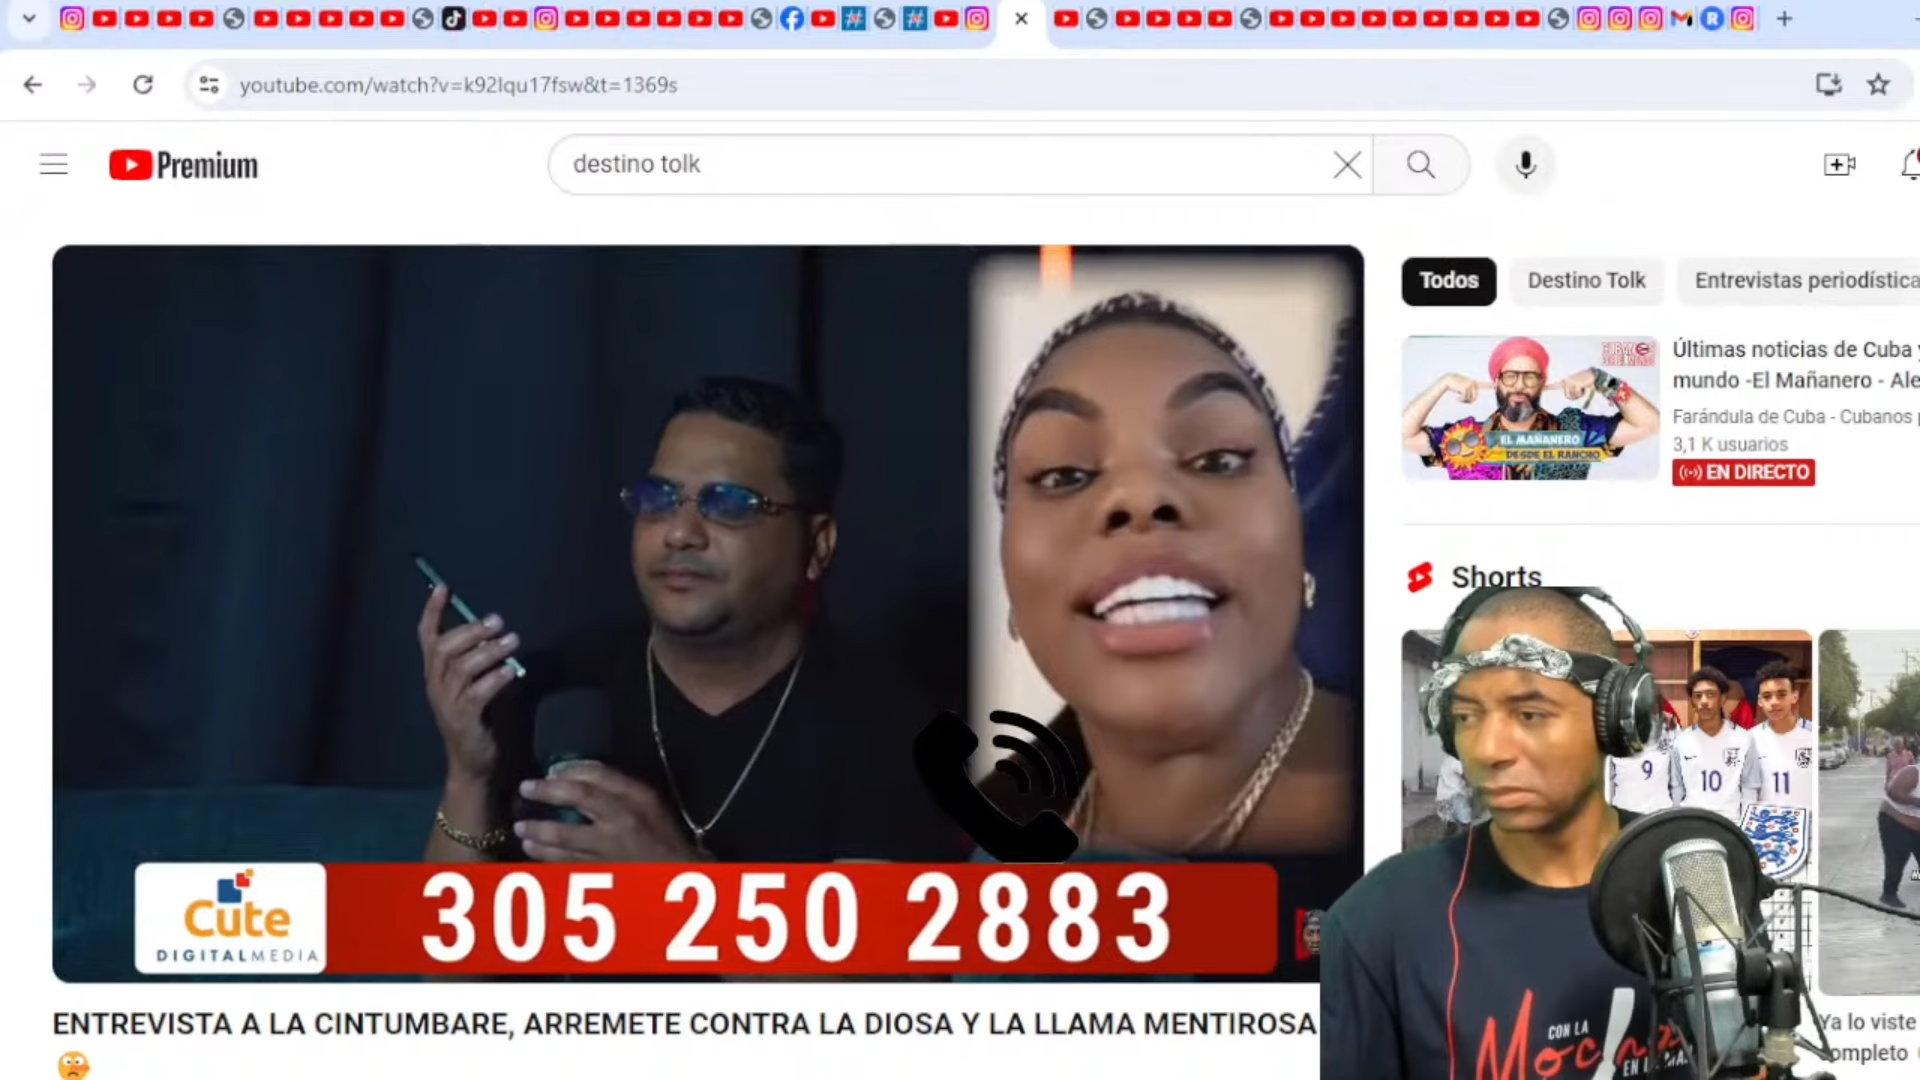 youtube.com/watch?v=k92lqu17fsw&t=1369s
Premium
destino tolk
Todos
Destino Tolk
Entrevistas periodística
EL MAÑANERO
DESDE EL RANCHO
Últimas noticias de Cuba y
mundo -El Mañanero - Ale
Farándula de Cuba - Cubanos p
3,1 K usuarios
EN DIRECTO
Shorts
9
10
11
Cute
DIGITALMEDIA
305 250 2883
ENTREVISTA A LA CINTUMBARE, ARREMETE CONTRA LA DIOSA Y LA LLAMA MENTIROSA
CON LA
Ya lo viste
ompleto